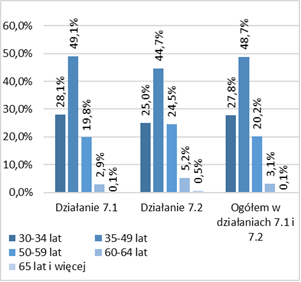 60,0%
50,0%
40,0%
30,0%
20,0%
10,0%
0,0%
28,1%
49,1%
19,8%
2,9%
0,1%
25,0%
44,7%
24,5%
5,2%
0,5%
27,8%
48,7%
20,2%
3,1%
0,1%
Działanie 7.1
Działanie 7.2
Ogółem w
działaniach 7.1 i
7.2
30-34 lat
35-49 lat
50-59 lat
60-64 lat
65 lat i więcej